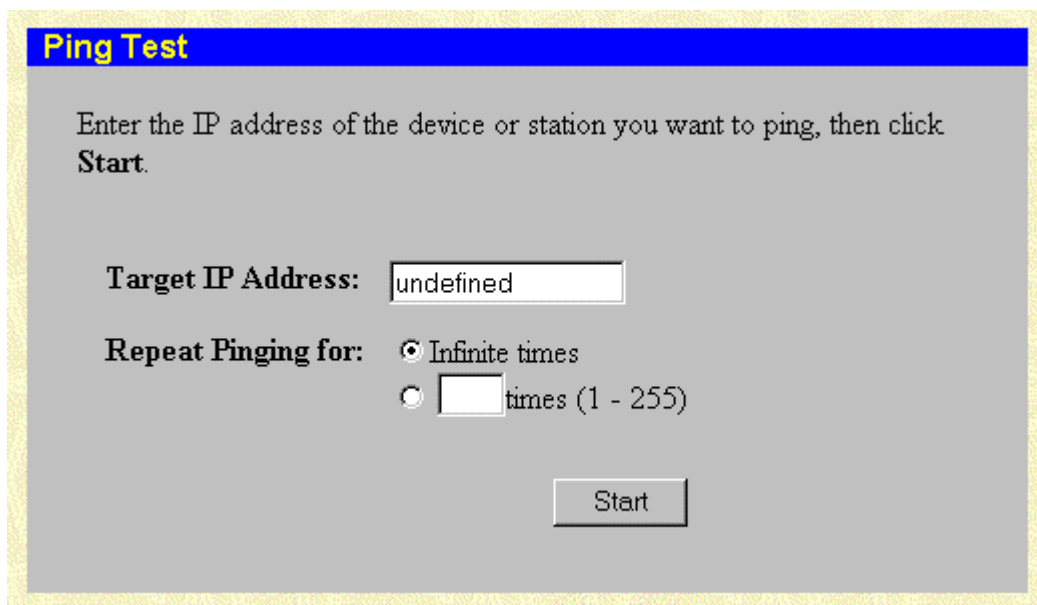 Ping Test
Enter the IP address of the device or station you want to ping, then click
Start.
Target IP Address: undefined
Repeat Pinging for: Infinite times
times (1 - 255)
Start